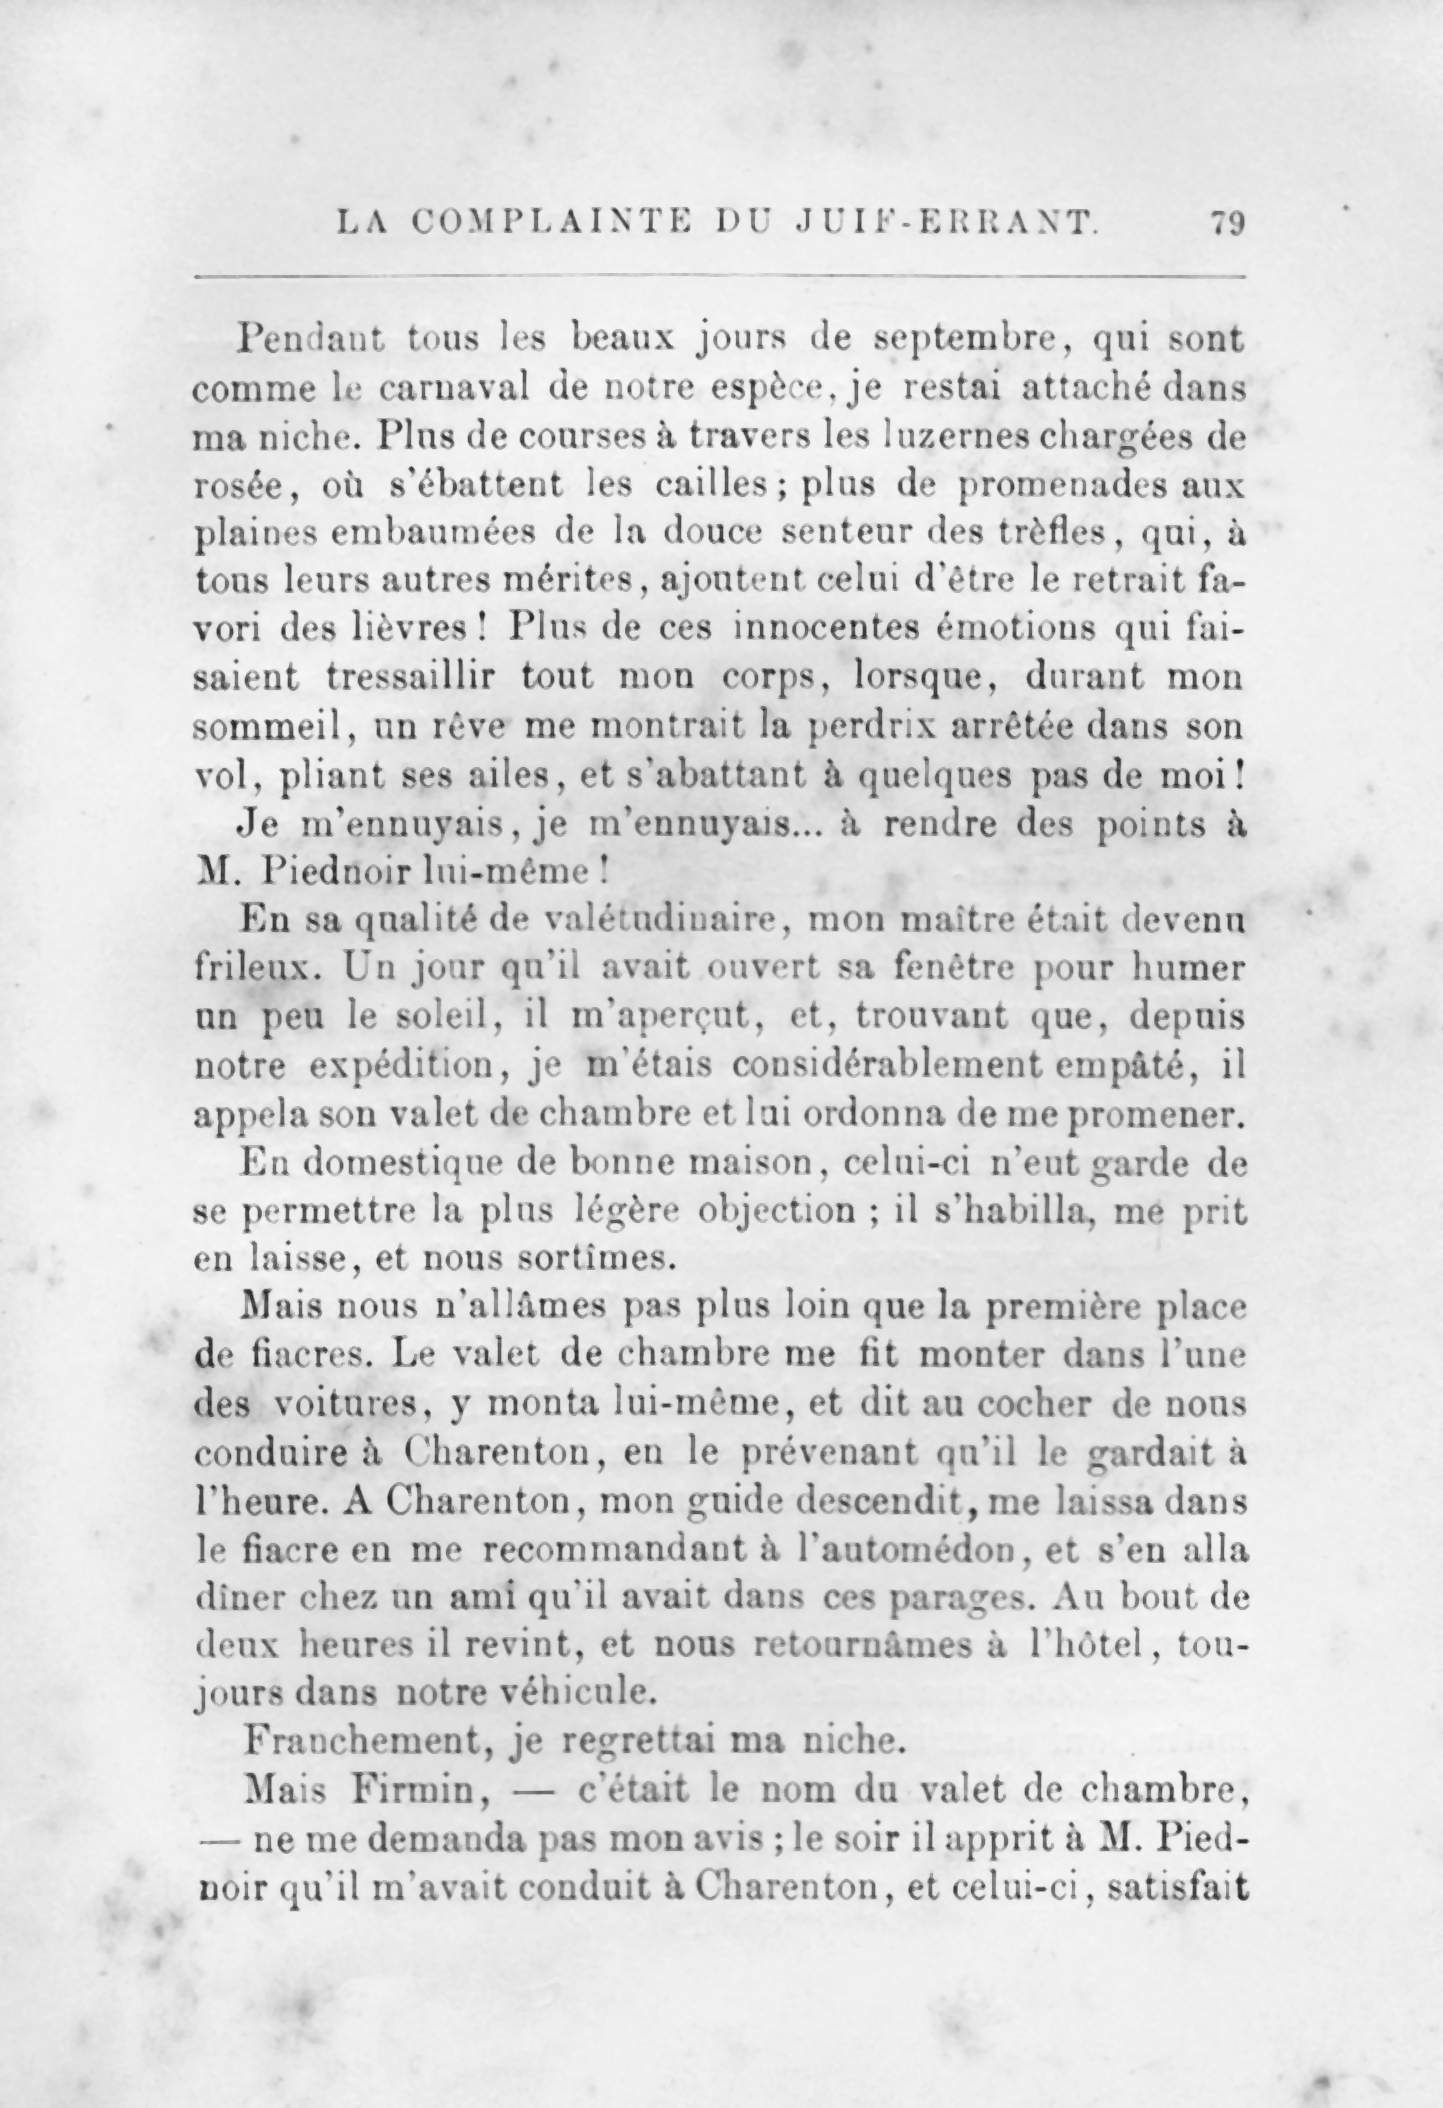 LA COMPLAINTE DU JUIF-ERRANT. 79
Pendant tous les beaux jours de septembre, qui sont
comme le carnaval de notre espèce, je restai attaché dans
ma niche. Plus de courses à travers les luzernes chargées de
rosée, où s'ébattent les cailles ; plus de promenades aux
plaines embaumées de la douce senteur des trèfles, qui, à
tous leurs autres mérites, ajoutent celui d'être le retrait fa-
vori des lièvres ! Plus de ces innocentes émotions qui fai-
saient tressaillir tout mon corps, lorsque, durant mon
sommeil, un rêve me montrait la perdrix arrêtée dans son
vol, pliant ses ailes, et s'abattant à quelques pas de moi !
Je m'ennuyais, je m'ennuyais... à rendre des points à
M. Piednoir lui-même !
En sa qualité de valétudinaire, mon maître était devenu
frileux. Un jour qu'il avait ouvert sa fenêtre pour humer
un peu le soleil, il m'aperçut, et, trouvant que, depuis
notre expédition, je m'étais considérablement empâté, il
appela son valet de chambre et lui ordonna de me promener.
En domestique de bonne maison, celui-ci n'eut garde de
se permettre la plus légère objection ; il s'habilla, me prit
en laisse, et nous sortîmes.
Mais nous n'allâmes pas plus loin que la première place
de fiacres. Le valet de chambre me fit monter dans l'une
des voitures, y monta lui-même, et dit au cocher de nous
conduire à Charenton, en le prévenant qu'il le gardait à
l'heure. A Charenton, mon guide descendit, me laissa dans
le fiacre en me recommandant à l'automédon, et s'en alla
dîner chez un ami qu'il avait dans ces parages. Au bout de
deux heures il revint, et nous retournâmes à l'hôtel, tou-
jours dans notre véhicule.
Franchement, je regrettai ma niche.
Mais Firmin, — c'était le nom du valet de chambre,
— ne me demanda pas mon avis ; le soir il apprit à M. Pied-
noir qu'il m'avait conduit à Charenton, et celui-ci, satisfait